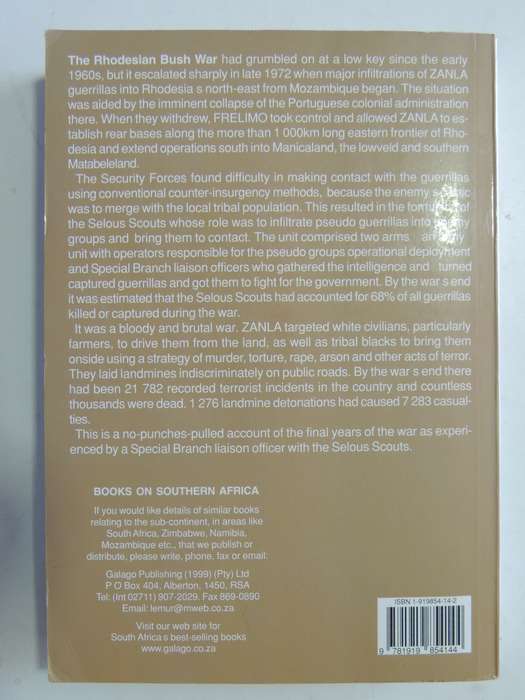 The Rhodesian Bush War had grumbled on at a low key since the early
1960s, but it escalated sharply in late 1972 when major infiltrations of ZANLA
guerrillas into Rhodesia s north-east from Mozambique began. The situation
was aided by the imminent collapse of the Portuguese colonial administration
there. When they withdrew, FRELIMO took control and allowed ZANLA to es-
tablish rear bases along the more than 1 000km long eastern frontier of Rho-
desia and extend operations south into Manicaland, the lowveld and southern
Matabeleland.
The Security Forces found difficulty in making contact with the guerrillas
using conventional counter-insurgency methods, because the enemy s
was to merge with the local tribal population. This resulted in the of
the Selous Scouts whose role was to infiltrate pseudo guerrillas into
groups and bring them to contact. The unit comprised two arms
unit with operators responsible for the pseudo groups operational deployment
and Special Branch liaison officers who gathered the intelligence and turned
captured guerrillas and got them to fight for the government. By the war s end
it was estimated that the Selous Scouts had accounted for 68% of all guerrillas
killed or captured during the war.
It was a bloody and brutal war. ZANLA targeted white civilians, particularly
farmers, to drive them from the land, as well as tribal blacks to bring them
onside using a strategy of murder, torture, rape, arson and other acts of terror.
They laid landmines indiscriminately on public roads. By the war s end there
had been 21 782 recorded terrorist incidents in the country and countless
thousands were dead. 1 276 landmine detonations had caused 7 283 casual-
ties.
This is a no-punches-pulled account of the final years of the war as experi-
enced by a Special Branch liaison officer with the Selous Scouts.
BOOKS ON SOUTHERN AFRICA
If you would like details of similar books
relating to the sub-continent, in areas like
South Africa, Zimbabwe, Namibia,
Mozambique etc., that we publish or
distribute, please write, phone, fax or email:
Galago Publishing (1999) (Pty) Ltd
P O Box 404, Alberton, 1450, RSA
Tel: (Int 02711) 907-2029. Fax 869-0890
Email: lemur@mweb.co.za
Visit our web site for
South Africa s best-selling books
www.galago.co.za
ISBN 1-919854-14-2
9 781919 854144